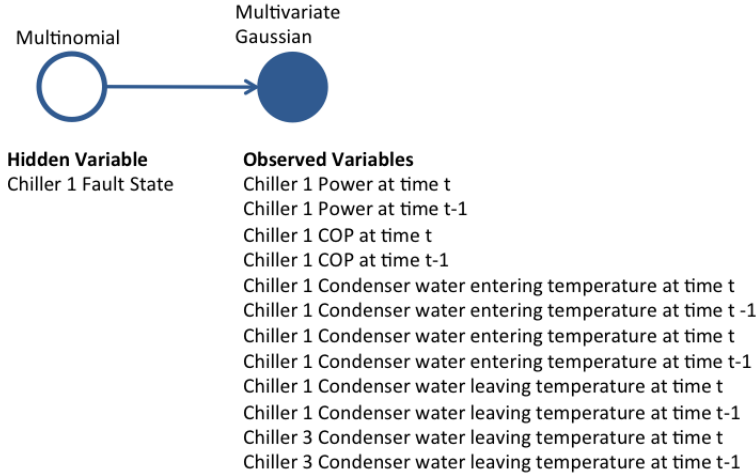 Multinomial
Multivariate
Gaussian
Hidden Variable
Chiller 1 Fault State
Observed Variables
Chiller 1 Power at time t
Chiller 1 Power at time t-1
Chiller 1 COP at time t
Chiller 1 COP at time t-1
Chiller 1 Condenser water entering temperature at time t
Chiller 1 Condenser water entering temperature at time t -1
Chiller 1 Condenser water entering temperature at time t
Chiller 1 Condenser water entering temperature at time t-1
Chiller 1 Condenser water leaving temperature at time t
Chiller 1 Condenser water leaving temperature at time t-1
Chiller 3 Condenser water leaving temperature at time t
Chiller 3 Condenser water leaving temperature at time t-1